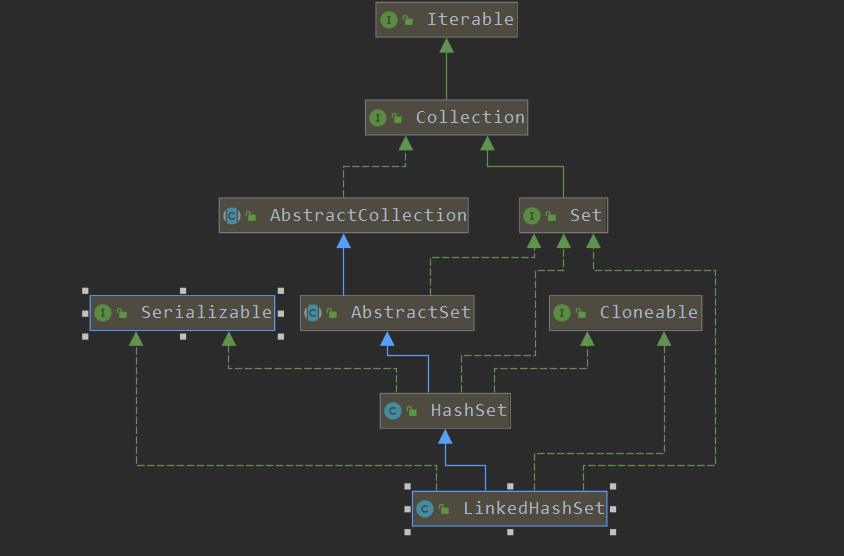 I Iterable
I Collection
C AbstractCollection
I Set
I Serializable
C AbstractSet
I Cloneable
C HashSet
C LinkedHashSet